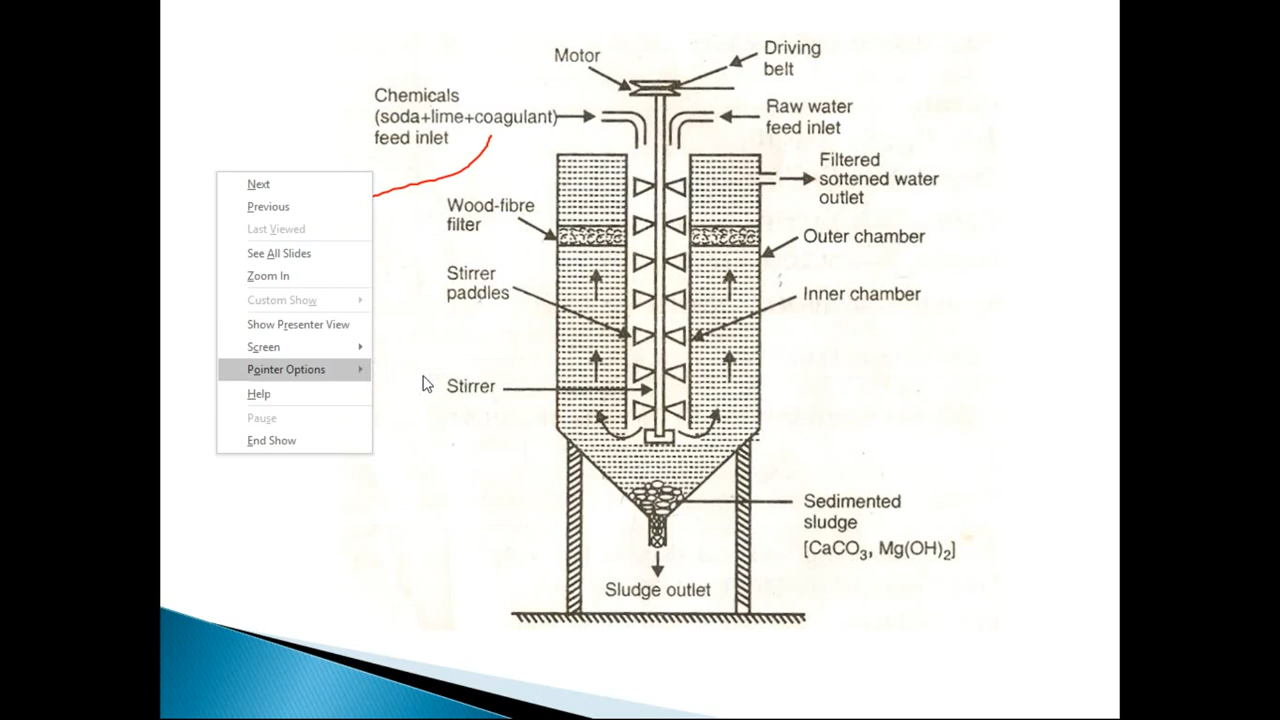 Motor
Driving
belt
Chemicals
(soda+lime+coagulant)
feed inlet
Raw water
feed inlet
Filtered
softened water
outlet
Next
Previous
Last Viewed
See All Slides
Zoom In
Custom Show
Show Presenter View
Screen
Pointer Options
Help
Pause
End Show
Wood-fibre
filter
Outer chamber
Stirrer
paddles
Inner chamber
Stirrer
Sedimented
sludge
[CaCO₃, Mg(OH)₂]
Sludge outlet